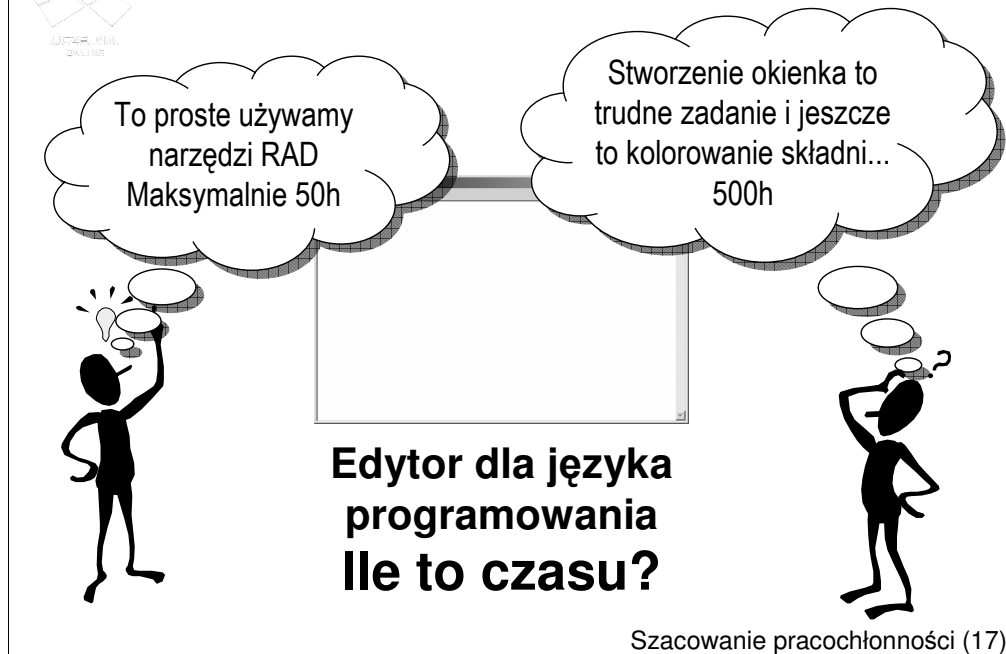 To proste używamy
narzędzi RAD
Maksymalnie 50h
Stworzenie okienka to
trudne zadanie i jeszcze
to kolorowanie składni...
500h
?
Edytor dla języka
programowania
Ile to czasu?
Szacowanie pracochłonności (17)